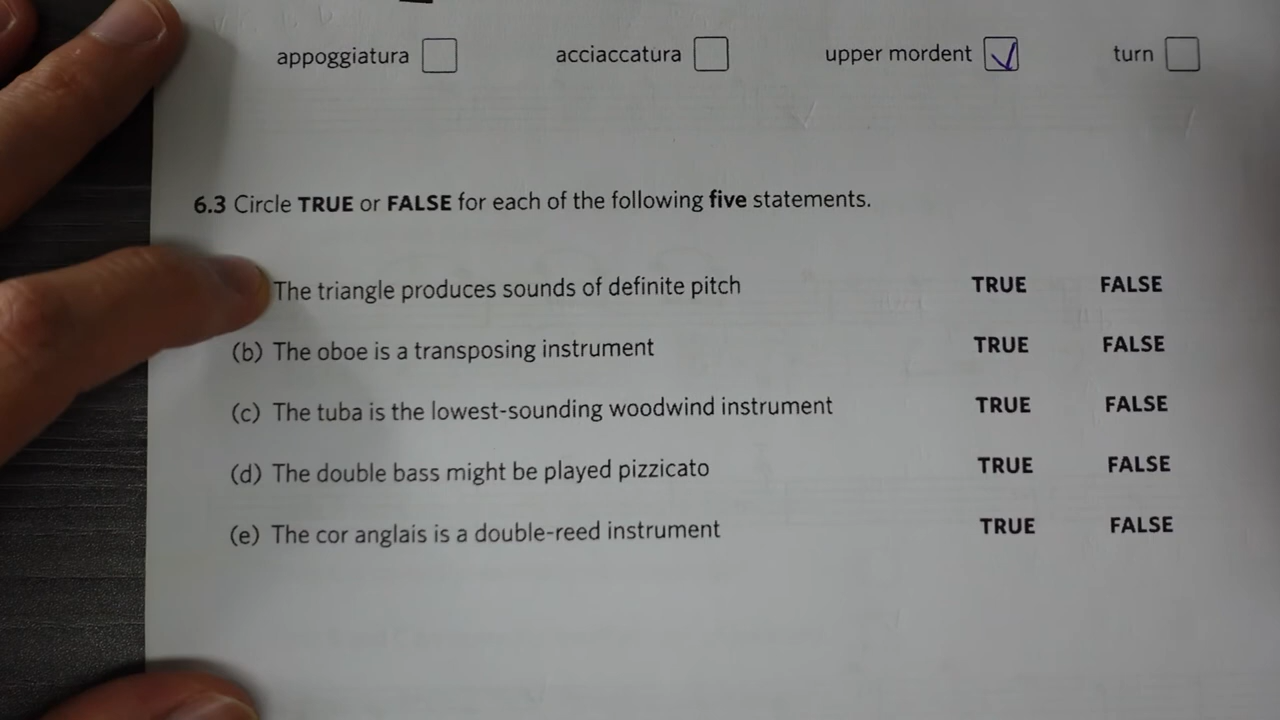 appoggiatura acciaccatura upper mordent turn
6.3 Circle TRUE or FALSE for each of the following five statements.
The triangle produces sounds of definite pitch TRUE FALSE
(b) The oboe is a transposing instrument TRUE FALSE
(c) The tuba is the lowest-sounding woodwind instrument TRUE FALSE
(d) The double bass might be played pizzicato TRUE FALSE
(e) The cor anglais is a double-reed instrument TRUE FALSE